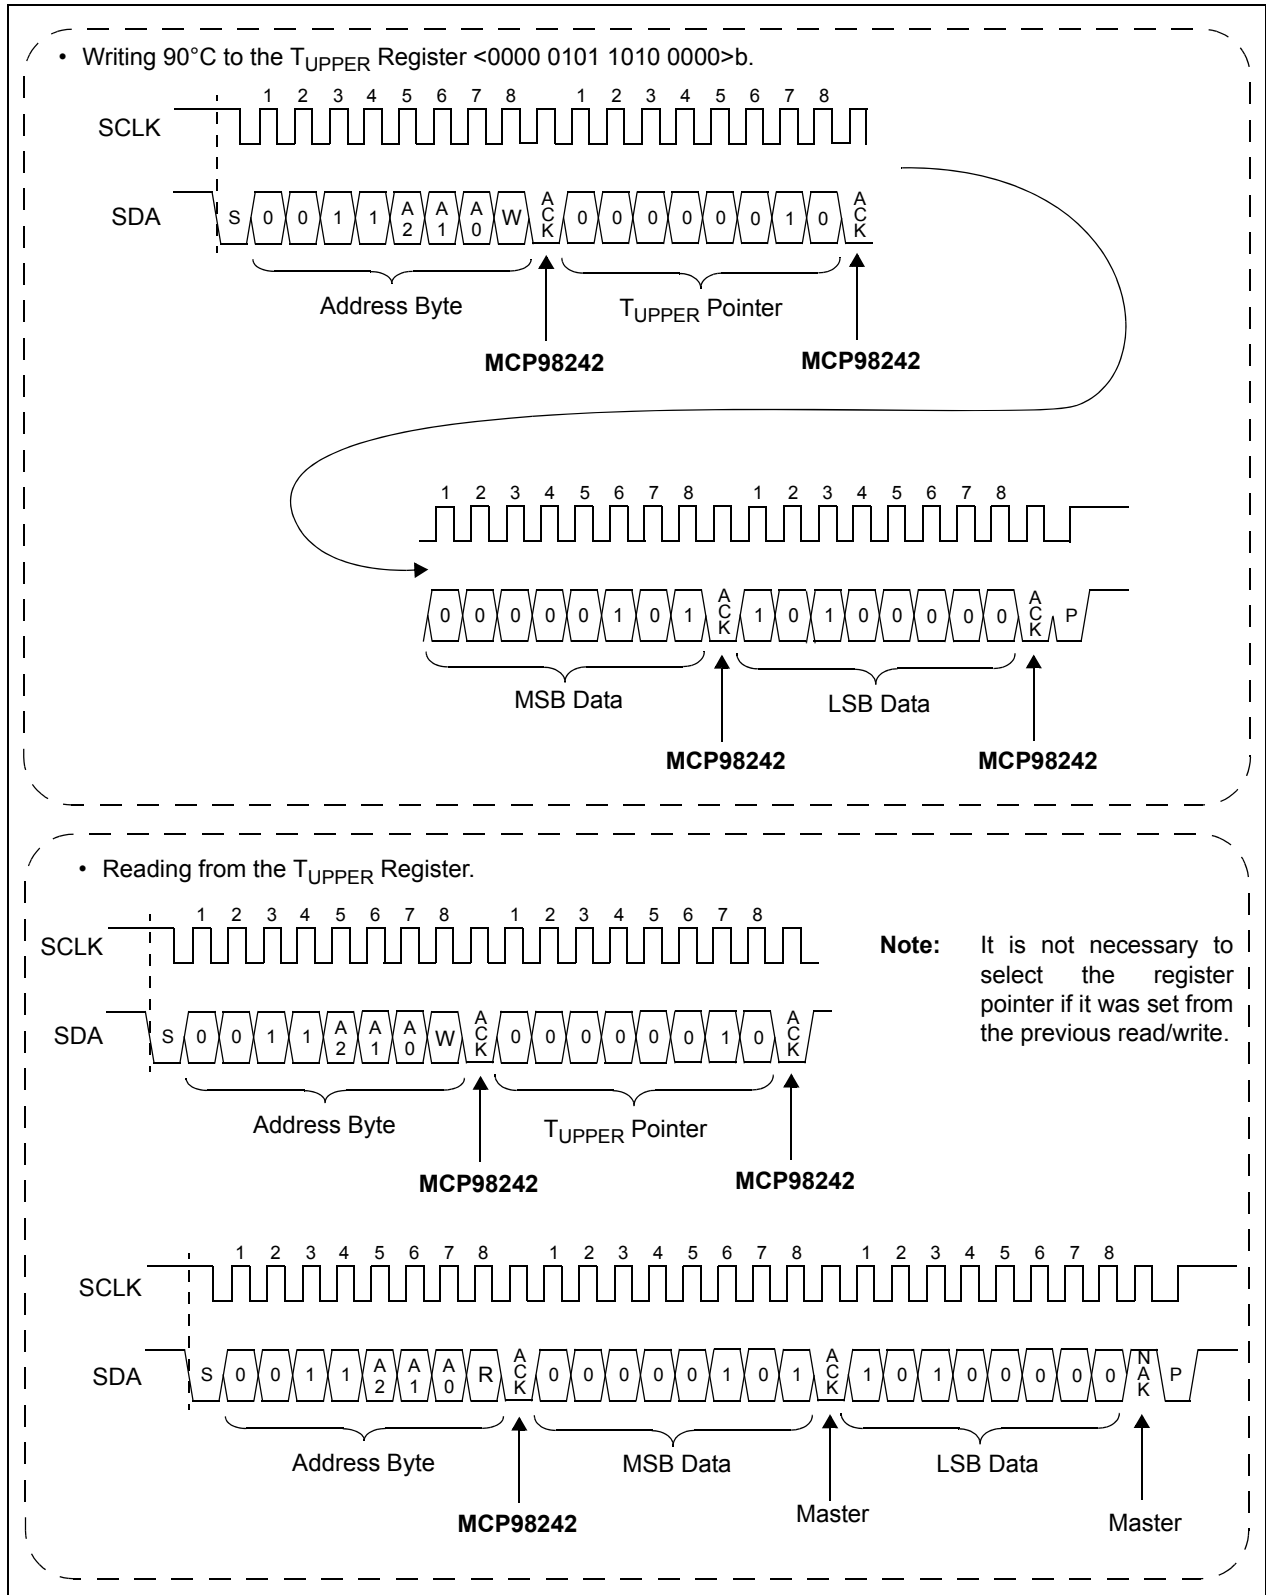 • Writing 90°C to the TUPPER Register <0000 0101 1010 0000>b.
1 2 3 4 5 6 7 8 1 2 3 4 5 6 7 8
SCLK
SDA S 0 0 1 1 A2 A1 A0 W ACK 0 0 0 0 0 0 1 0 ACK
Address Byte TUPPER Pointer
MCP98242 MCP98242
1 2 3 4 5 6 7 8 1 2 3 4 5 6 7 8
0 0 0 0 0 1 0 1 ACK 1 0 1 0 0 0 0 0 ACK P
MSB Data LSB Data
MCP98242 MCP98242
• Reading from the TUPPER Register.
1 2 3 4 5 6 7 8 1 2 3 4 5 6 7 8
SCLK
SDA S 0 0 1 1 A2 A1 A0 W ACK 0 0 0 0 0 0 1 0 ACK
Address Byte TUPPER Pointer
MCP98242 MCP98242
Note: It is not necessary to
select the register
pointer if it was set from
the previous read/write.
1 2 3 4 5 6 7 8 1 2 3 4 5 6 7 8 1 2 3 4 5 6 7 8
SCLK
SDA S 0 0 1 1 A2 A1 A0 R ACK 0 0 0 0 0 1 0 1 ACK 1 0 1 0 0 0 0 0 NAK P
Address Byte MSB Data LSB Data
MCP98242 Master Master